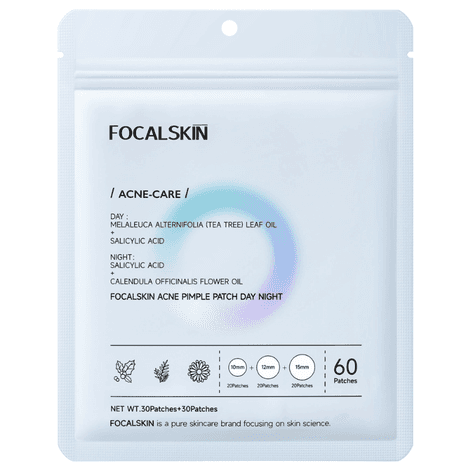 FOCALSKIN
/ ACNE-CARE /
DAY :
MELALEUCA ALTERNIFOLIA (TEA TREE) LEAF OIL
+
SALICYLIC ACID
NIGHT:
SALICYLIC ACID
+
CALENDULA OFFICINALIS FLOWER OIL
FOCALSKIN ACNE PIMPLE PATCH DAY NIGHT
10mm + 12mm + 15mm
20Patches 20Patches 20Patches
60
Patches
NET WT.30Patches+30Patches
FOCALSKIN is a pure skincare brand focusing on skin science.